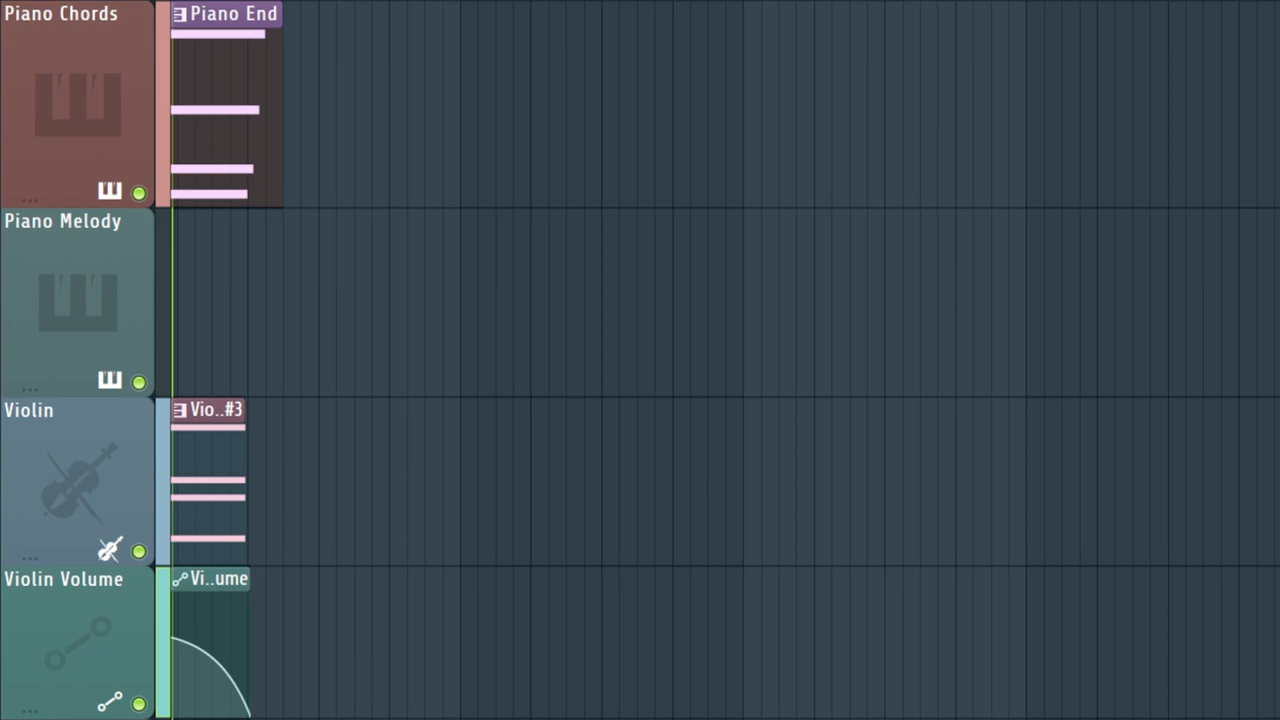 Piano Chords
Piano End
Piano Melody
Violin
Vio..#3
Violin Volume
Vi..ume